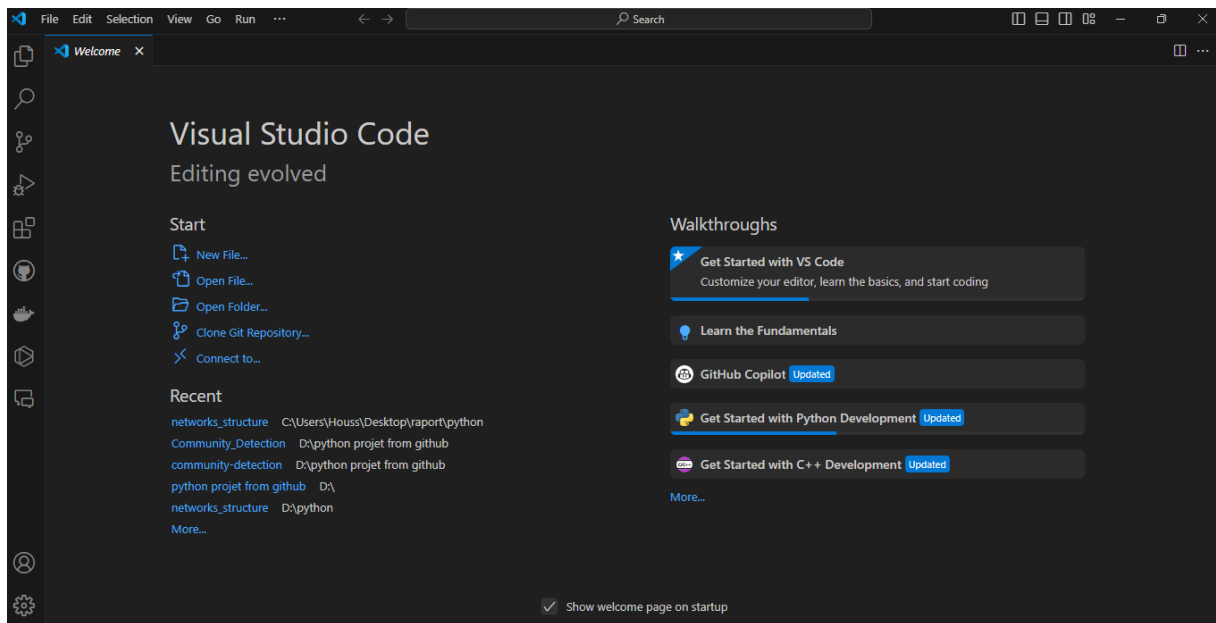 File Edit Selection View Go Run ··· Search
Welcome
Visual Studio Code
Editing evolved
Start
New File...
Open File...
Open Folder...
Clone Git Repository...
Connect to...
Recent
networks_structure C:\Users\Houss\Desktop\raport\python
Community_Detection D:\python projet from github
community-detection D:\python projet from github
python projet from github D:\
networks_structure D:\python
More...
Walkthroughs
Get Started with VS Code
Customize your editor, learn the basics, and start coding
Learn the Fundamentals
GitHub Copilot Updated
Get Started with Python Development Updated
Get Started with C++ Development Updated
More...
Show welcome page on startup